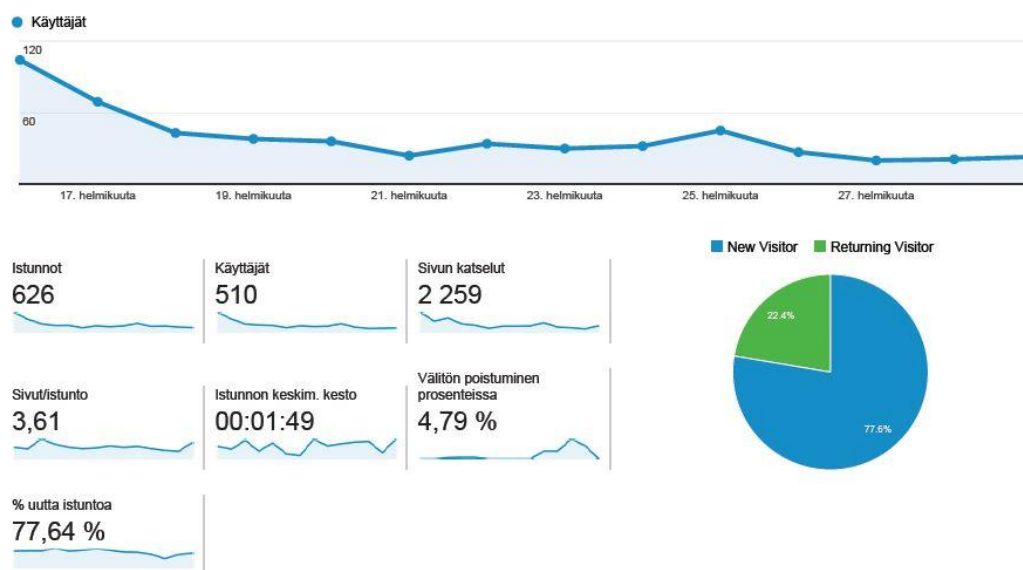 Käyttäjät
120
60
17. helmikuuta 19. helmikuuta 21. helmikuuta 23. helmikuuta 25. helmikuuta 27. helmikuuta
New Visitor Returning Visitor
Istunnot
626
Käyttäjät
510
Sivun katselut
2 259
22.4%
77.6%
Sivut/istunto
3,61
Istunnon keskim. kesto
00:01:49
Välitön poistuminen
prosenteissa
4,79 %
% uutta istuntoa
77,64 %